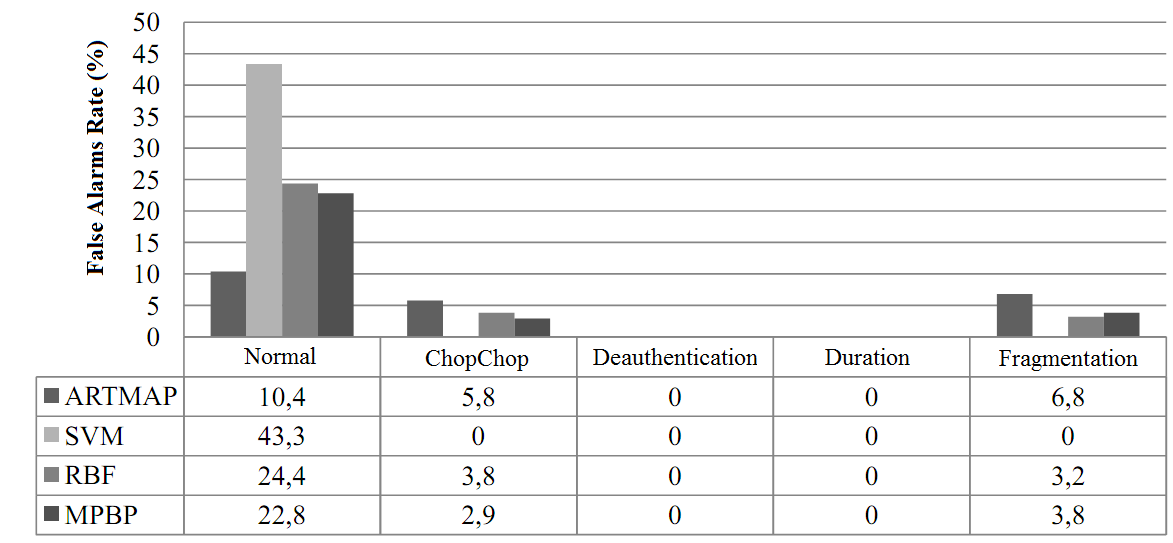 False Alarms Rate (%)
50
45
40
35
30
25
20
15
10
5
0
Normal ChopChop Deauthentication Duration Fragmentation
ARTMAP 10,4 5,8 0 0 6,8
SVM 43,3 0 0 0 0
RBF 24,4 3,8 0 0 3,2
MPBP 22,8 2,9 0 0 3,8